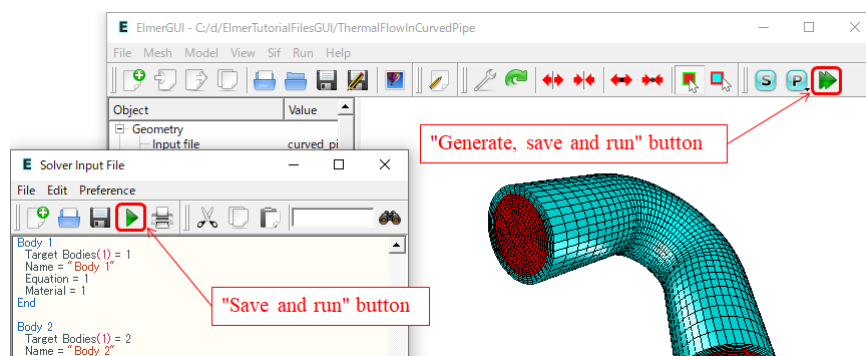 ElmerGUI - C:/d/ElmerTutorialFilesGUI/ThermalFlowInCurvedPipe
File Mesh Model View Sif Run Help
S P
Object Value
Geometry
Input file curved_pi
"Generate, save and run" button
Solver Input File
File Edit Preference
Body 1
Target Bodies(1) = 1
Name = "Body 1"
Equation = 1
Material = 1
End
"Save and run" button
Body 2
Target Bodies(1) = 2
Name = "Body 2"